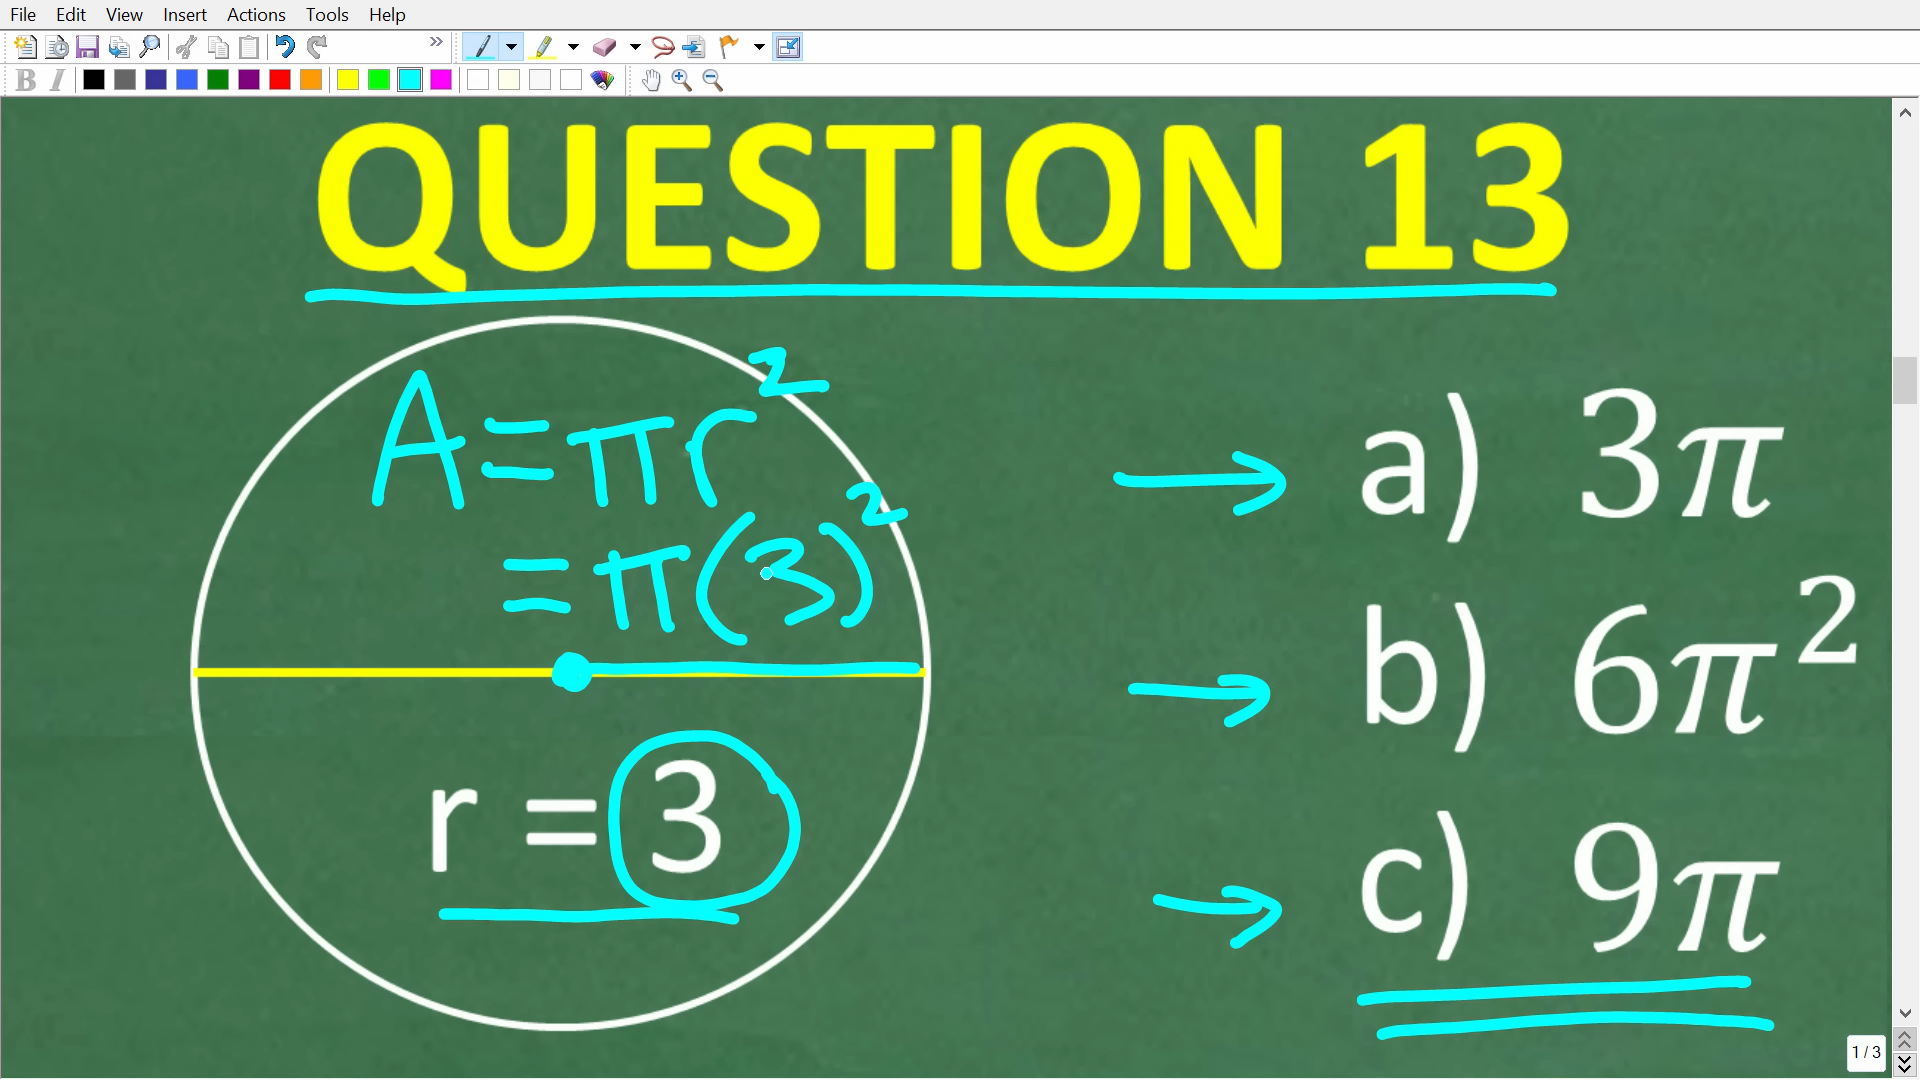 File Edit View Insert Actions Tools Help
B I
QUESTION 13
A = πr²
= π(3)²
r = 3
→ a) 3π
→ b) 6π²
→ c) 9π
1 / 3